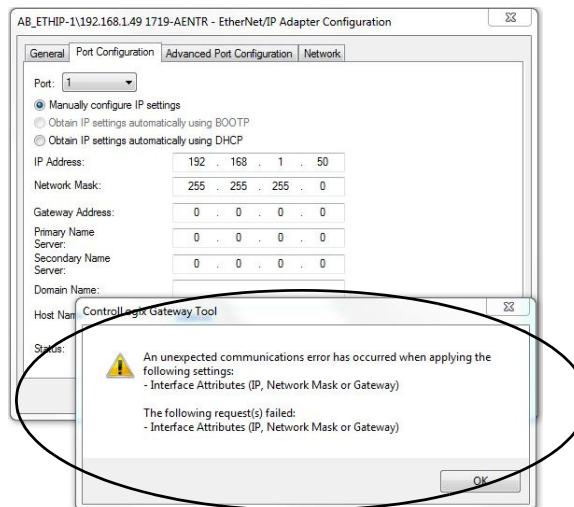 AB_ETHIP-1\192.168.1.49 1719-AENTR - EtherNet/IP Adapter Configuration
General Port Configuration Advanced Port Configuration Network
Port: 1
Manually configure IP settings
Obtain IP settings automatically using BOOTP
Obtain IP settings automatically using DHCP
IP Address: 192 . 168 . 1 . 50
Network Mask: 255 . 255 . 255 . 0
Gateway Address: 0 . 0 . 0 . 0
Primary Name
Server: 0 . 0 . 0 . 0
Secondary Name
Server: 0 . 0 . 0 . 0
Domain Name:
Host Nam
Status:
ControlLogix Gateway Tool
An unexpected communications error has occurred when applying the
following settings:
- Interface Attributes (IP, Network Mask or Gateway)
The following request(s) failed:
- Interface Attributes (IP, Network Mask or Gateway)
OK